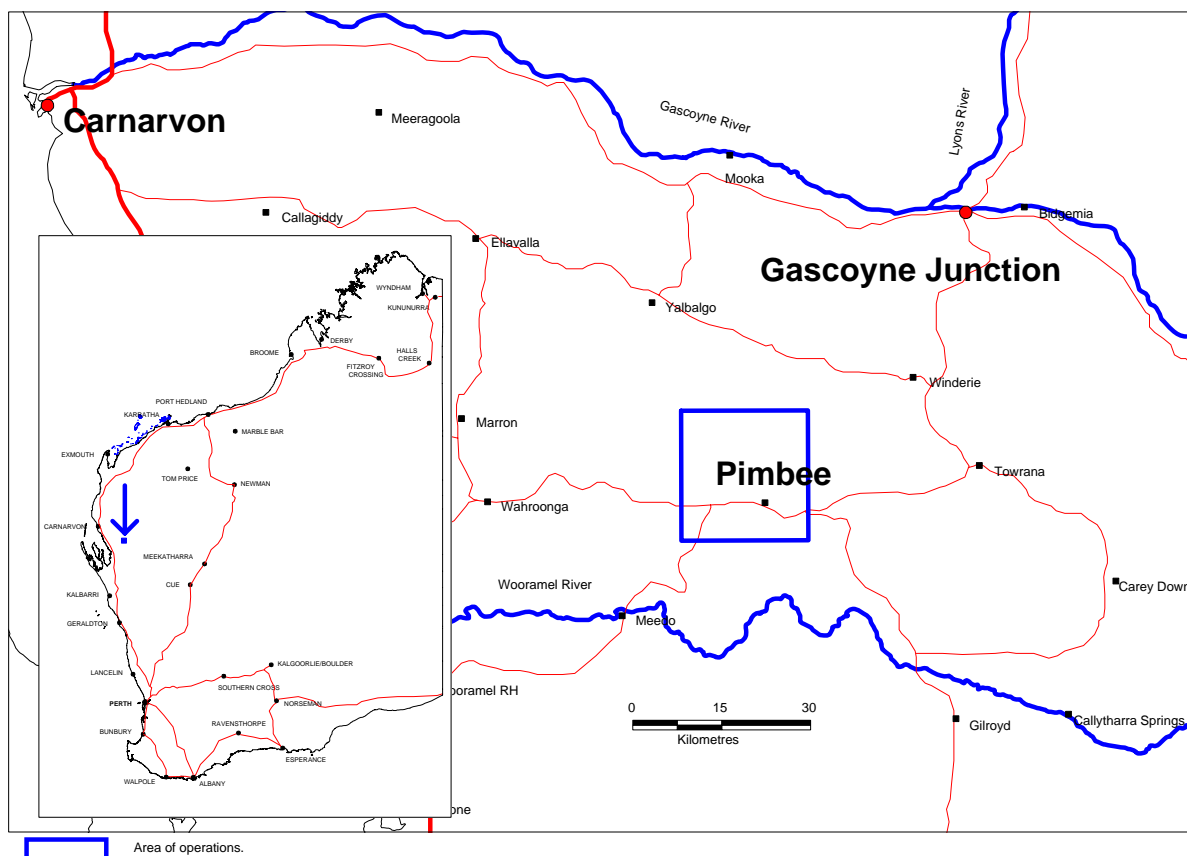 Carnarvon
Meeragoola
Gascoyne River
Lyons River
Mooka
Callagiddy
Bidgemia
Ellavalla
Gascoyne Junction
Yalbalgo
Winderie
Marron
Pimbee
Towrana
Wahroonga
Wooramel River
Carey Down
Meedo
ooramel RH
0 15 30
Kilometres
Gilroyd
Callytharra Springs
one
WYNDHAM
KUNUNURRA
DERBY
BROOME
HALLS
CREEK
FITZROY
CROSSING
PORT HEDLAND
KARRATHA
MARBLE BAR
EXMOUTH
TOM PRICE
NEWMAN
CARNARVON
MEEKATHARRA
CUE
KALBARRI
GERALDTON
KALGOORLIE/BOULDER
LANCELIN
SOUTHERN CROSS
PERTH
NORSEMAN
RAVENSTHORPE
BUNBURY
ESPERANCE
WALPOLE
ALBANY
Area of operations.